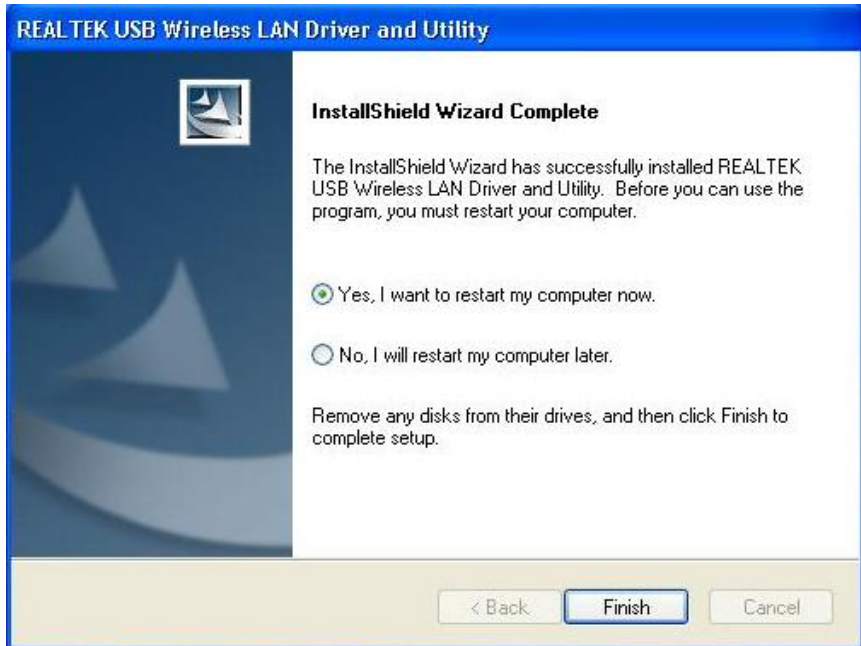 REALTEK USB Wireless LAN Driver and Utility
InstallShield Wizard Complete
The InstallShield Wizard has successfully installed REALTEK
USB Wireless LAN Driver and Utility. Before you can use the
program, you must restart your computer.
Yes, I want to restart my computer now.
No, I will restart my computer later.
Remove any disks from their drives, and then click Finish to
complete setup.
< Back
Finish
Cancel